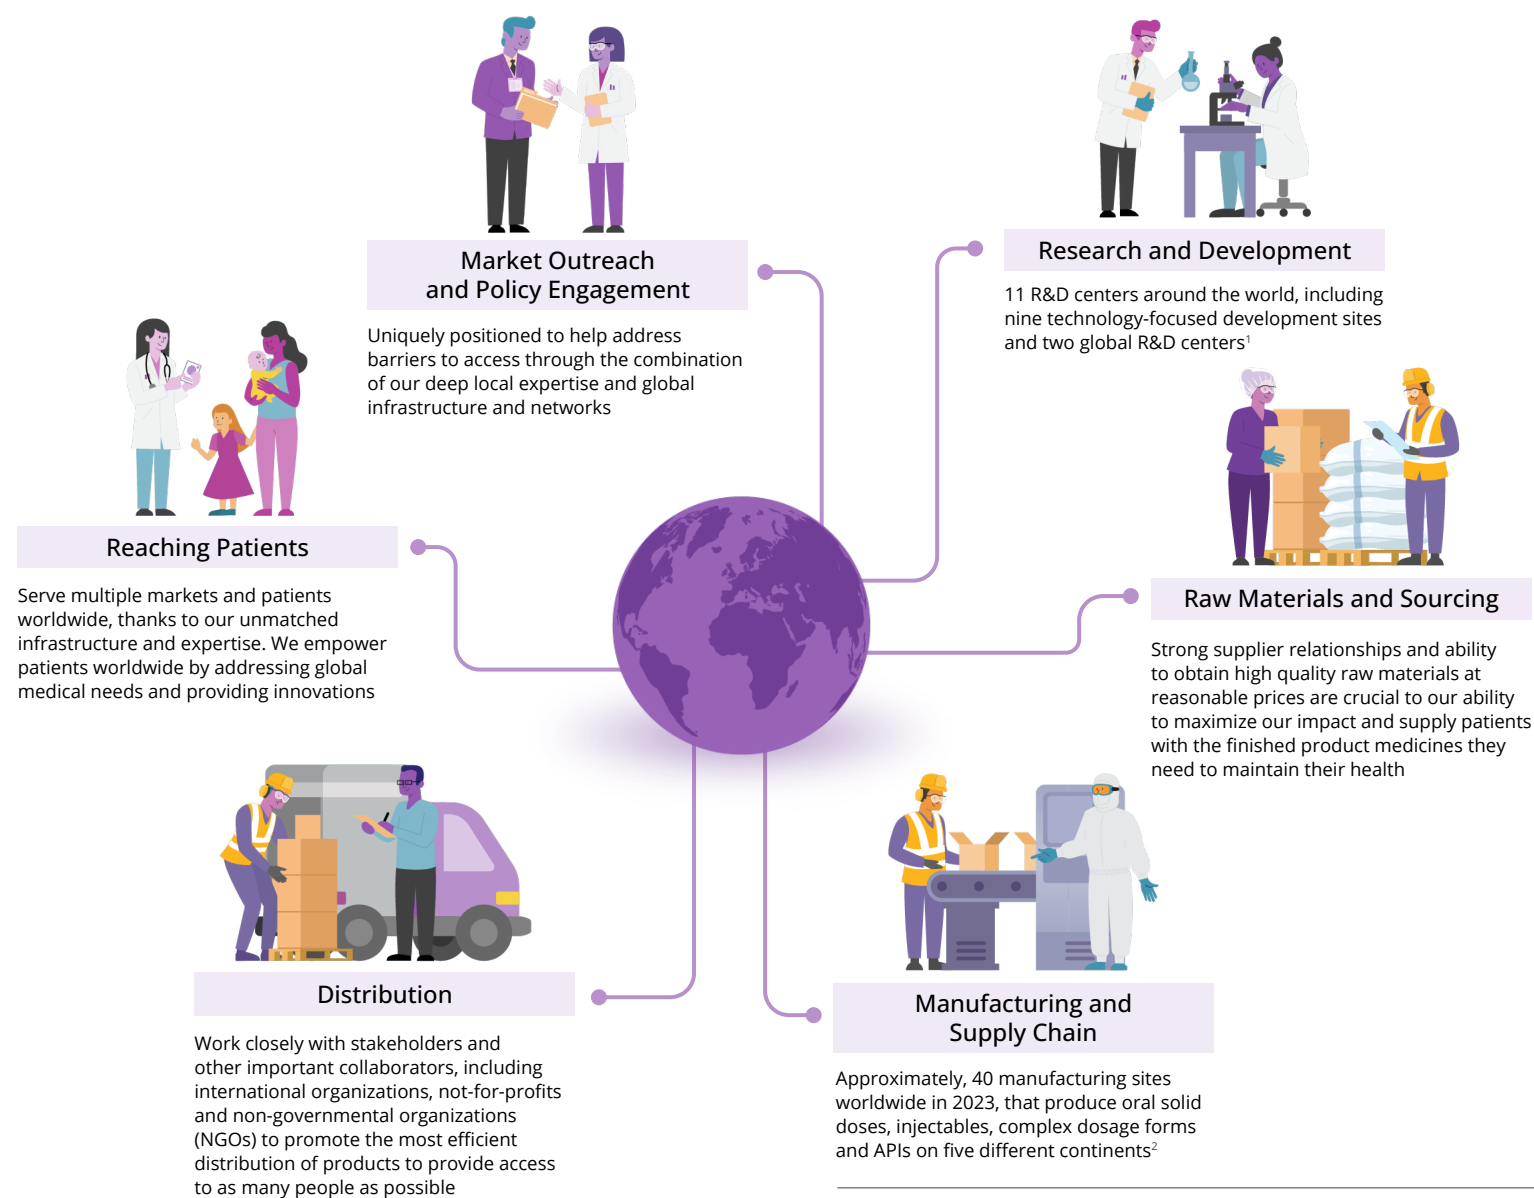 Market Outreach
and Policy Engagement
Uniquely positioned to help address
barriers to access through the combination
of our deep local expertise and global
infrastructure and networks
Research and Development
11 R&D centers around the world, including
nine technology-focused development sites
and two global R&D centers¹
Reaching Patients
Serve multiple markets and patients
worldwide, thanks to our unmatched
infrastructure and expertise. We empower
patients worldwide by addressing global
medical needs and providing innovations
Raw Materials and Sourcing
Strong supplier relationships and ability
to obtain high quality raw materials at
reasonable prices are crucial to our ability
to maximize our impact and supply patients
with the finished product medicines they
need to maintain their health
Distribution
Work closely with stakeholders and
other important collaborators, including
international organizations, not-for-profits
and non-governmental organizations
(NGOs) to promote the most efficient
distribution of products to provide access
to as many people as possible
Manufacturing and
Supply Chain
Approximately, 40 manufacturing sites
worldwide in 2023, that produce oral solid
doses, injectables, complex dosage forms
and APIs on five different continents²